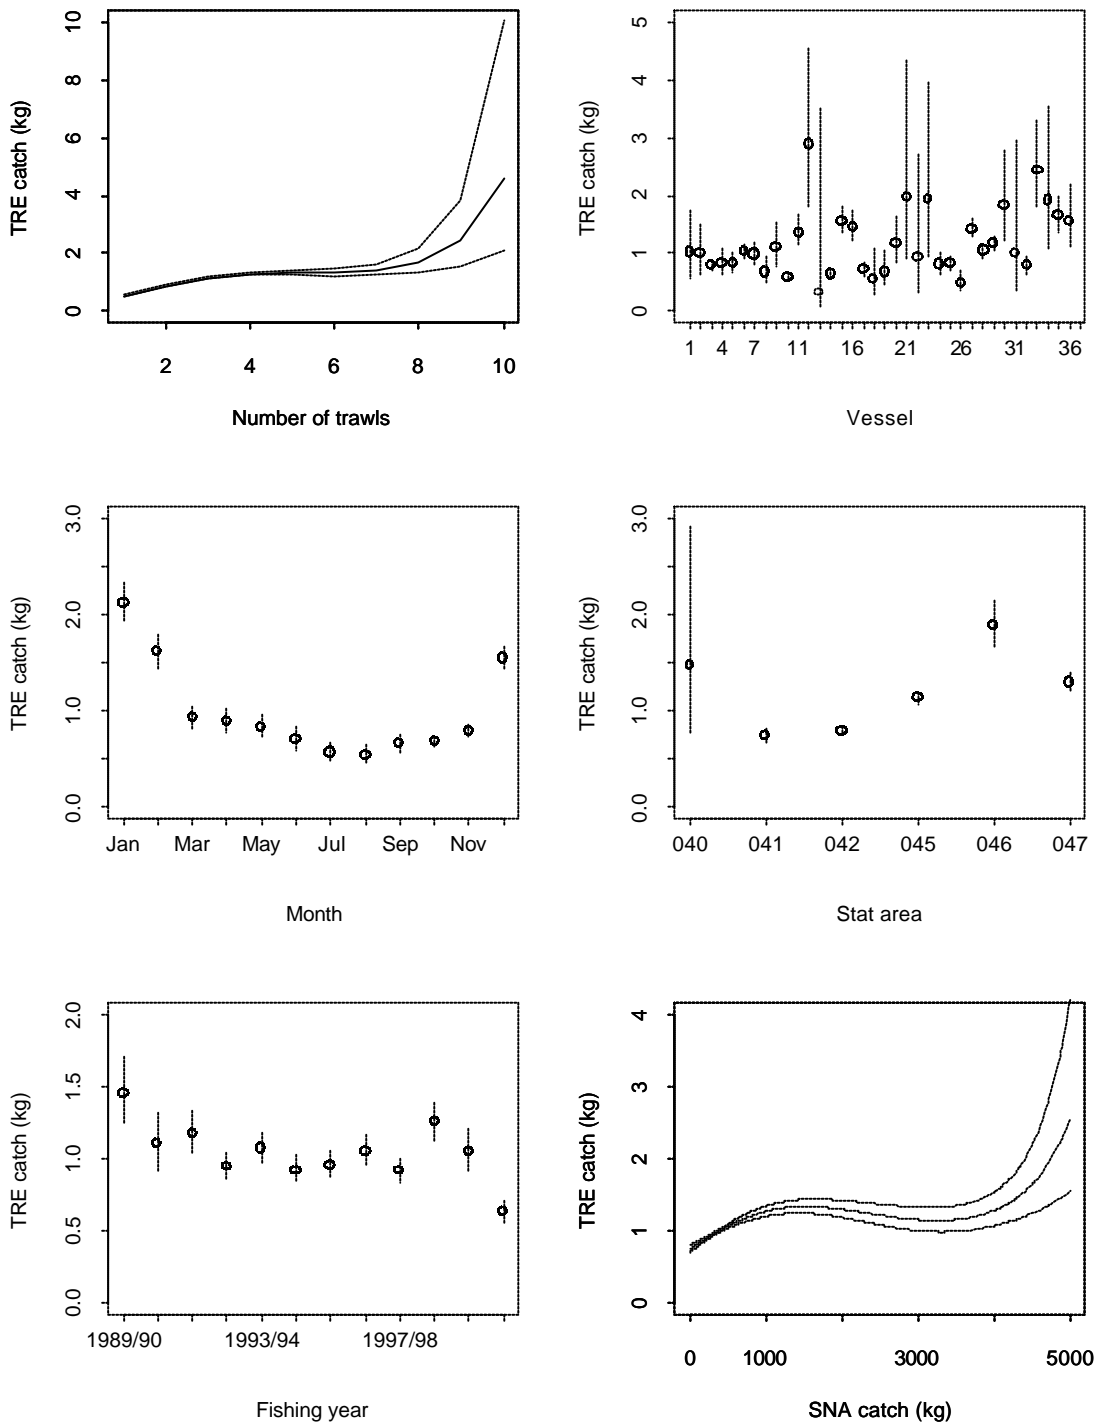 TRE catch (kg)
10
8
6
4
2
0
2 4 6 8 10
Number of trawls
TRE catch (kg)
5
4
3
2
1
0
1 4 7 11 16 21 26 31 36
Vessel
TRE catch (kg)
3.0
2.0
1.0
0.0
Jan Mar May Jul Sep Nov
Month
TRE catch (kg)
3.0
2.0
1.0
0.0
040 041 042 045 046 047
Stat area
TRE catch (kg)
2.0
1.5
1.0
0.5
0.0
1989/90 1993/94 1997/98
Fishing year
TRE catch (kg)
4
3
2
1
0
0 1000 3000 5000
SNA catch (kg)